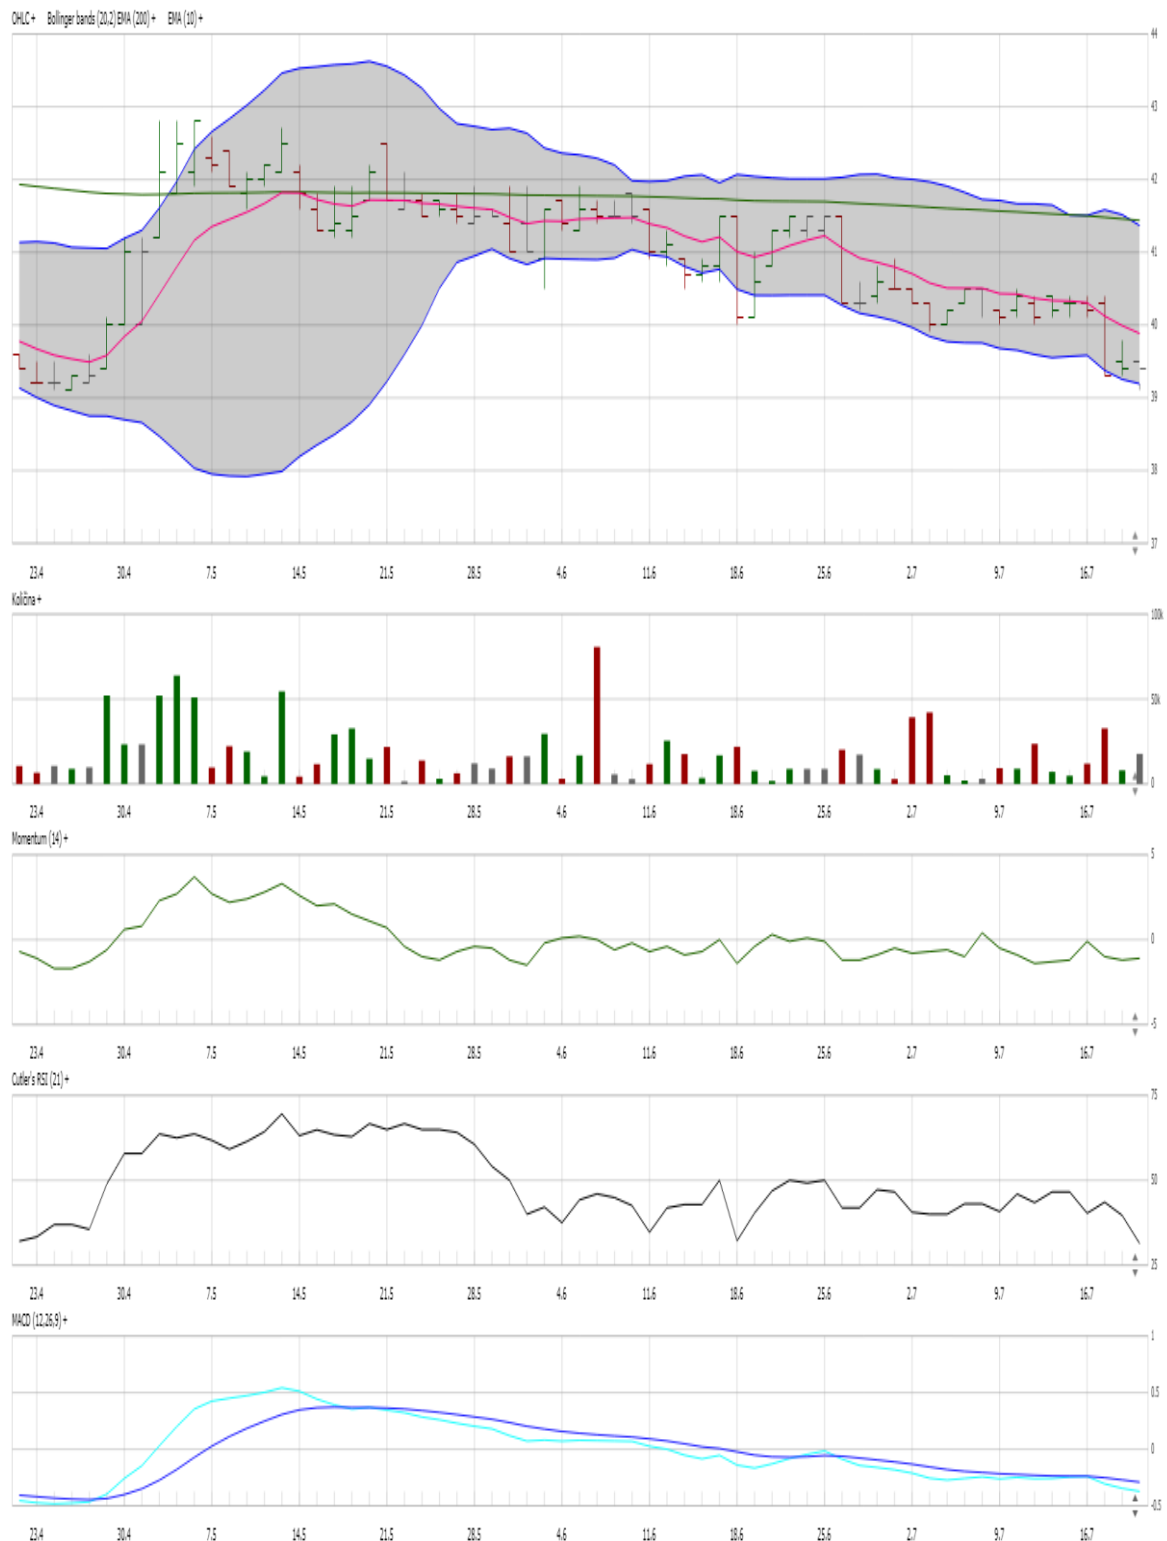 OHLC + Bollinger bands (20,2) EMA (200) + EMA (10) +
44
43
42
41
40
39
38
37
23.4 30.4 7.5 14.5 21.5 28.5 4.6 11.6 18.6 25.6 2.7 9.7 16.7
Količina +
100k
50k
0
23.4 30.4 7.5 14.5 21.5 28.5 4.6 11.6 18.6 25.6 2.7 9.7 16.7
Momentum (14) +
5
0
-5
23.4 30.4 7.5 14.5 21.5 28.5 4.6 11.6 18.6 25.6 2.7 9.7 16.7
Cutler's RSI (21) +
75
50
25
23.4 30.4 7.5 14.5 21.5 28.5 4.6 11.6 18.6 25.6 2.7 9.7 16.7
MACD (12,26,9) +
1
0.5
0
-0.5
23.4 30.4 7.5 14.5 21.5 28.5 4.6 11.6 18.6 25.6 2.7 9.7 16.7